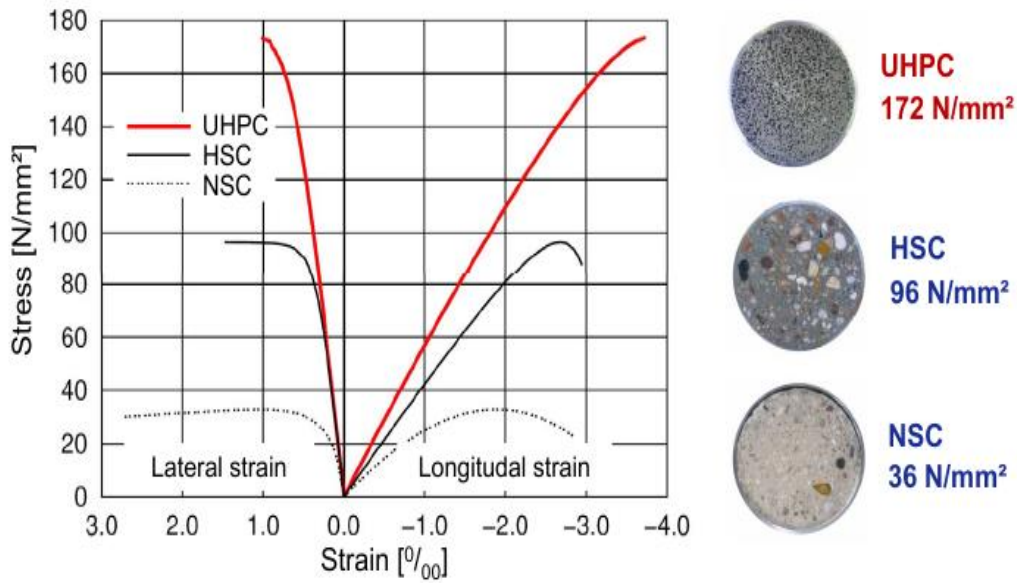 180
160
140
120
100
80
60
40
20
0
Stress [N/mm²]
UHPC
HSC
NSC
Lateral strain
Longitudal strain
3.0 2.0 1.0 0.0 −1.0 −2.0 −3.0 −4.0
Strain [⁰/₀₀]
UHPC
172 N/mm²
HSC
96 N/mm²
NSC
36 N/mm²